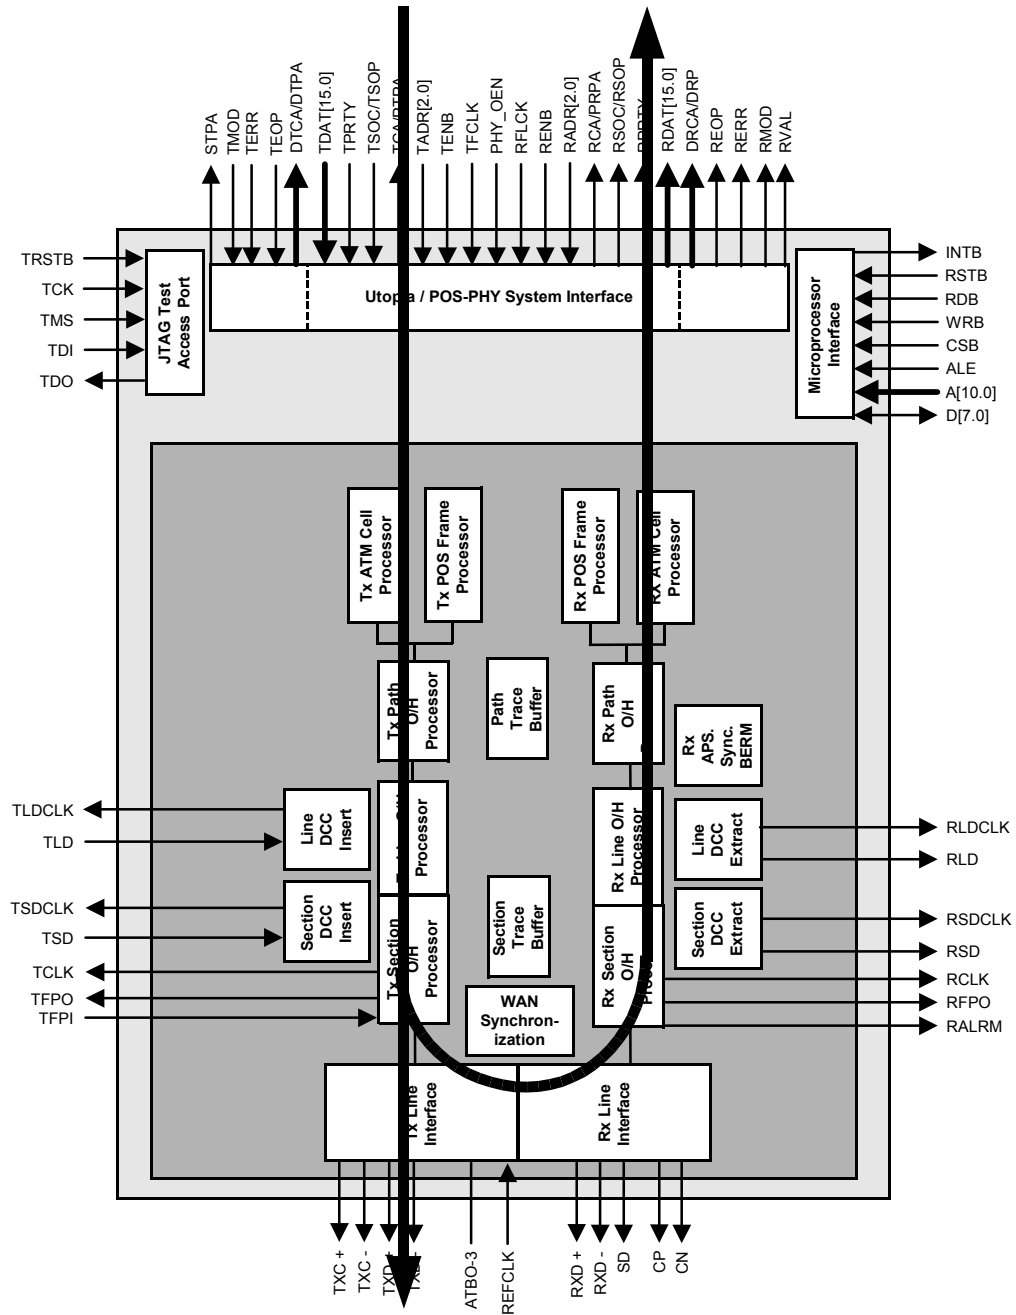 STPA
TMOD
TERR
TEOP
DTCA/DTPA
TDAT[15.0]
TPRTY
TSOC/TSOP
TADR[2.0]
TENB
TFCLK
PHY_OEN
RFLCK
RENB
RADR[2.0]
RCA/PRPA
RSOC/RSOP
RDAT[15.0]
DRCA/DRP
REOP
RERR
RMOD
RVAL
TRSTB
TCK
TMS
TDI
TDO
JTAG Test
Access Port
Utopia / POS-PHY System Interface
Microprocessor
Interface
INTB
RSTB
RDB
WRB
CSB
ALE
A[10.0]
D[7.0]
Tx ATM Cell
Processor
Tx POS Frame
Processor
Rx POS Frame
Processor
Rx ATM Cell
Processor
Tx Path
O/H
Processor
Path
Trace
Buffer
Rx Path
O/H
Rx
APS.
Sync.
BERM
TLDCLK
TLD
Line
DCC
Insert
Processor
Rx Line O/H
Processor
Line
DCC
Extract
RLDCLK
RLD
TSDCLK
TSD
TCLK
TFPO
TFPI
Section
DCC
Insert
Tx Section
O/H
Processor
Section
Trace
Buffer
Rx Section
O/H
Section
DCC
Extract
RSDCLK
RSD
RCLK
RFPO
RALRM
WAN
Synchron-
ization
Tx Line
Interface
Rx Line
Interface
TXC +
TXC -
TXD +
ATBO-3
REFCLK
RXD +
RXD -
SD
CP
CN